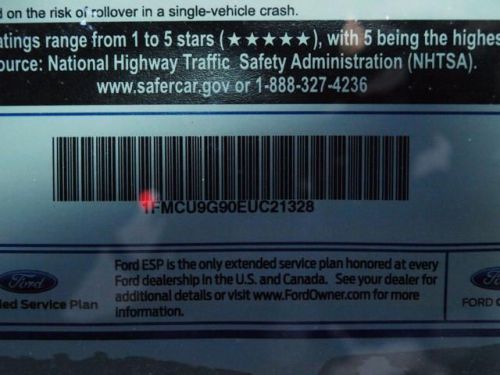 d on the risk of rollover in a single-vehicle crash.
atings range from 1 to 5 stars (★★★★★), with 5 being the highes
ource: National Highway Traffic Safety Administration (NHTSA).
www.safercar.gov or 1-888-327-4236
1FMCU9G90EUC21328
Ford ESP is the only extended service plan honored at every
Ford dealership in the U.S. and Canada. See your dealer for
additional details or visit www.FordOwner.com for more
information.
Ford
ded Service Plan
Ford
FORD C